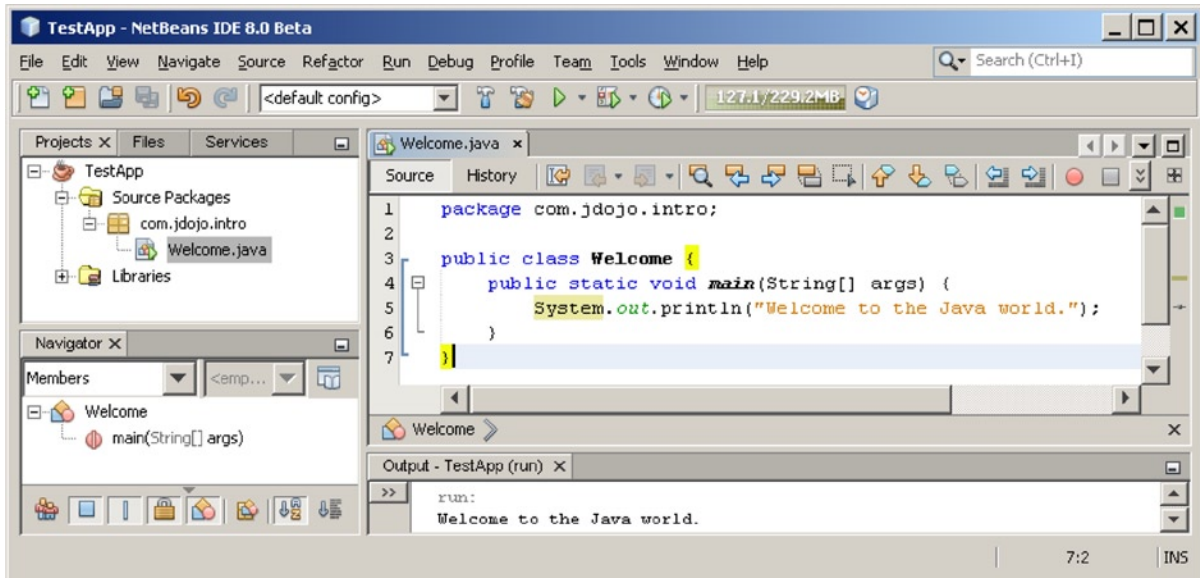 TestApp - NetBeans IDE 8.0 Beta
File Edit View Navigate Source Refactor Run Debug Profile Team Tools Window Help Search (Ctrl+I)
<default config> 127.1/229.2MB
Projects Files Services
TestApp
Source Packages
com.jdojo.intro
Welcome.java
Libraries
Navigator
Members <emp...
Welcome
main(String[] args)
Welcome.java
Source History
1 package com.jdojo.intro;
2
3 public class Welcome {
4 public static void main(String[] args) {
5 System.out.println("Welcome to the Java world.");
6 }
7 }
Welcome
Output - TestApp (run)
run:
Welcome to the Java world.
7:2 INS